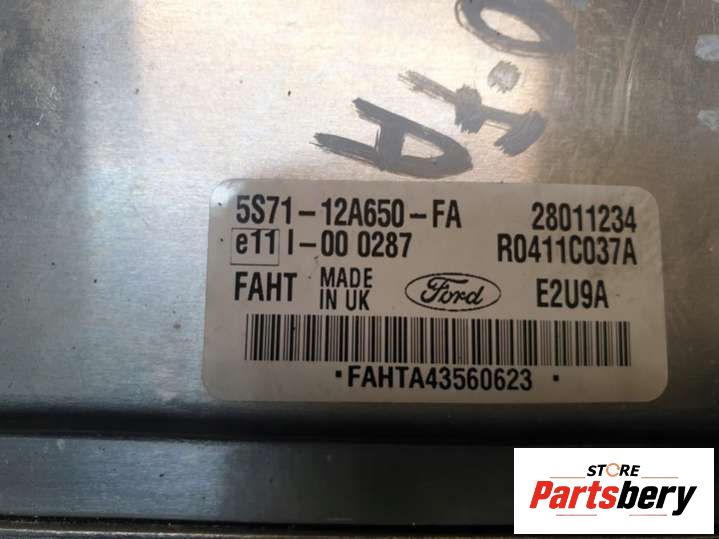 5S71-12A650-FA 28011234
e11 I-00 0287 R0411C037A
FAHT MADE IN UK Ford E2U9A
FAHTA43560623
STORE
Partsbery